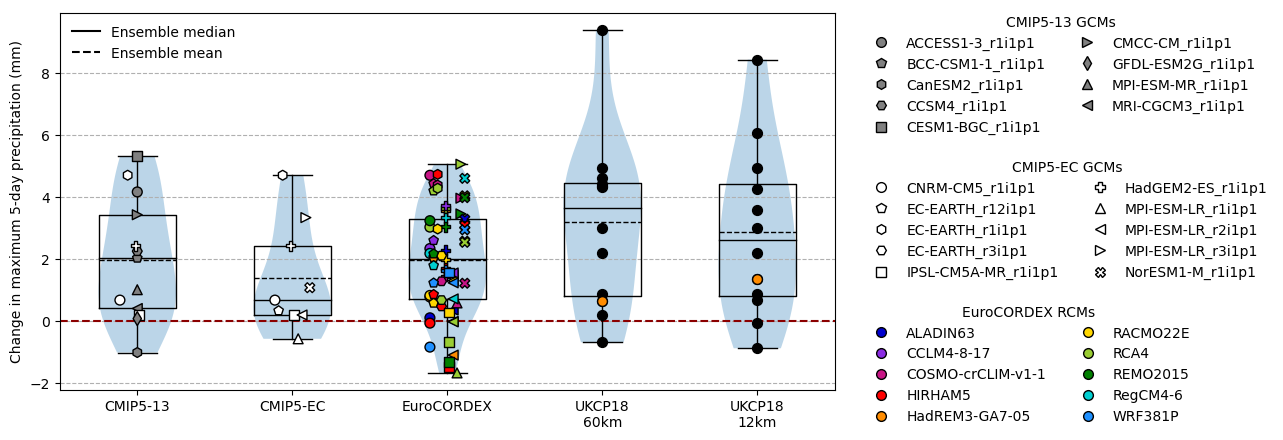 Change in maximum 5-day precipitation (mm)
8
6
4
2
0
−2
Ensemble median
Ensemble mean
CMIP5-13
CMIP5-EC
EuroCORDEX
UKCP18
60km
UKCP18
12km
CMIP5-13 GCMs
ACCESS1-3_r1i1p1
BCC-CSM1-1_r1i1p1
CanESM2_r1i1p1
CCSM4_r1i1p1
CESM1-BGC_r1i1p1
CMCC-CM_r1i1p1
GFDL-ESM2G_r1i1p1
MPI-ESM-MR_r1i1p1
MRI-CGCM3_r1i1p1
CMIP5-EC GCMs
CNRM-CM5_r1i1p1
EC-EARTH_r12i1p1
EC-EARTH_r1i1p1
EC-EARTH_r3i1p1
IPSL-CM5A-MR_r1i1p1
HadGEM2-ES_r1i1p1
MPI-ESM-LR_r1i1p1
MPI-ESM-LR_r2i1p1
MPI-ESM-LR_r3i1p1
NorESM1-M_r1i1p1
EuroCORDEX RCMs
ALADIN63
CCLM4-8-17
COSMO-crCLIM-v1-1
HIRHAM5
HadREM3-GA7-05
RACMO22E
RCA4
REMO2015
RegCM4-6
WRF381P